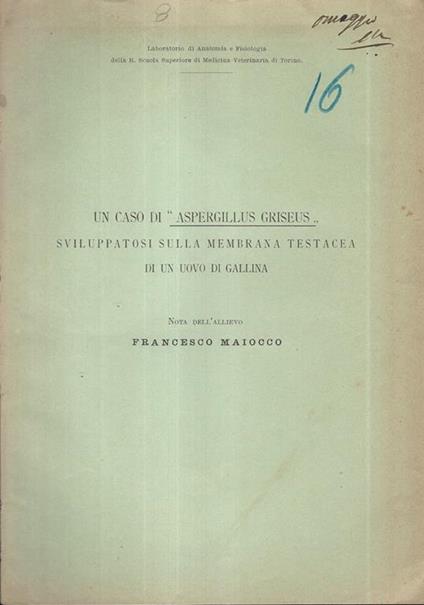 8
omaggio
16
Laboratorio di Anatomia e Fisiologia
della R. Scuola Superiore di Medicina Veterinaria di Torino.
UN CASO DI " ASPERGILLUS GRISEUS „
SVILUPPATOSI SULLA MEMBRANA TESTACEA
DI UN UOVO DI GALLINA
NOTA DELL'ALLIEVO
FRANCESCO MAIOCCO